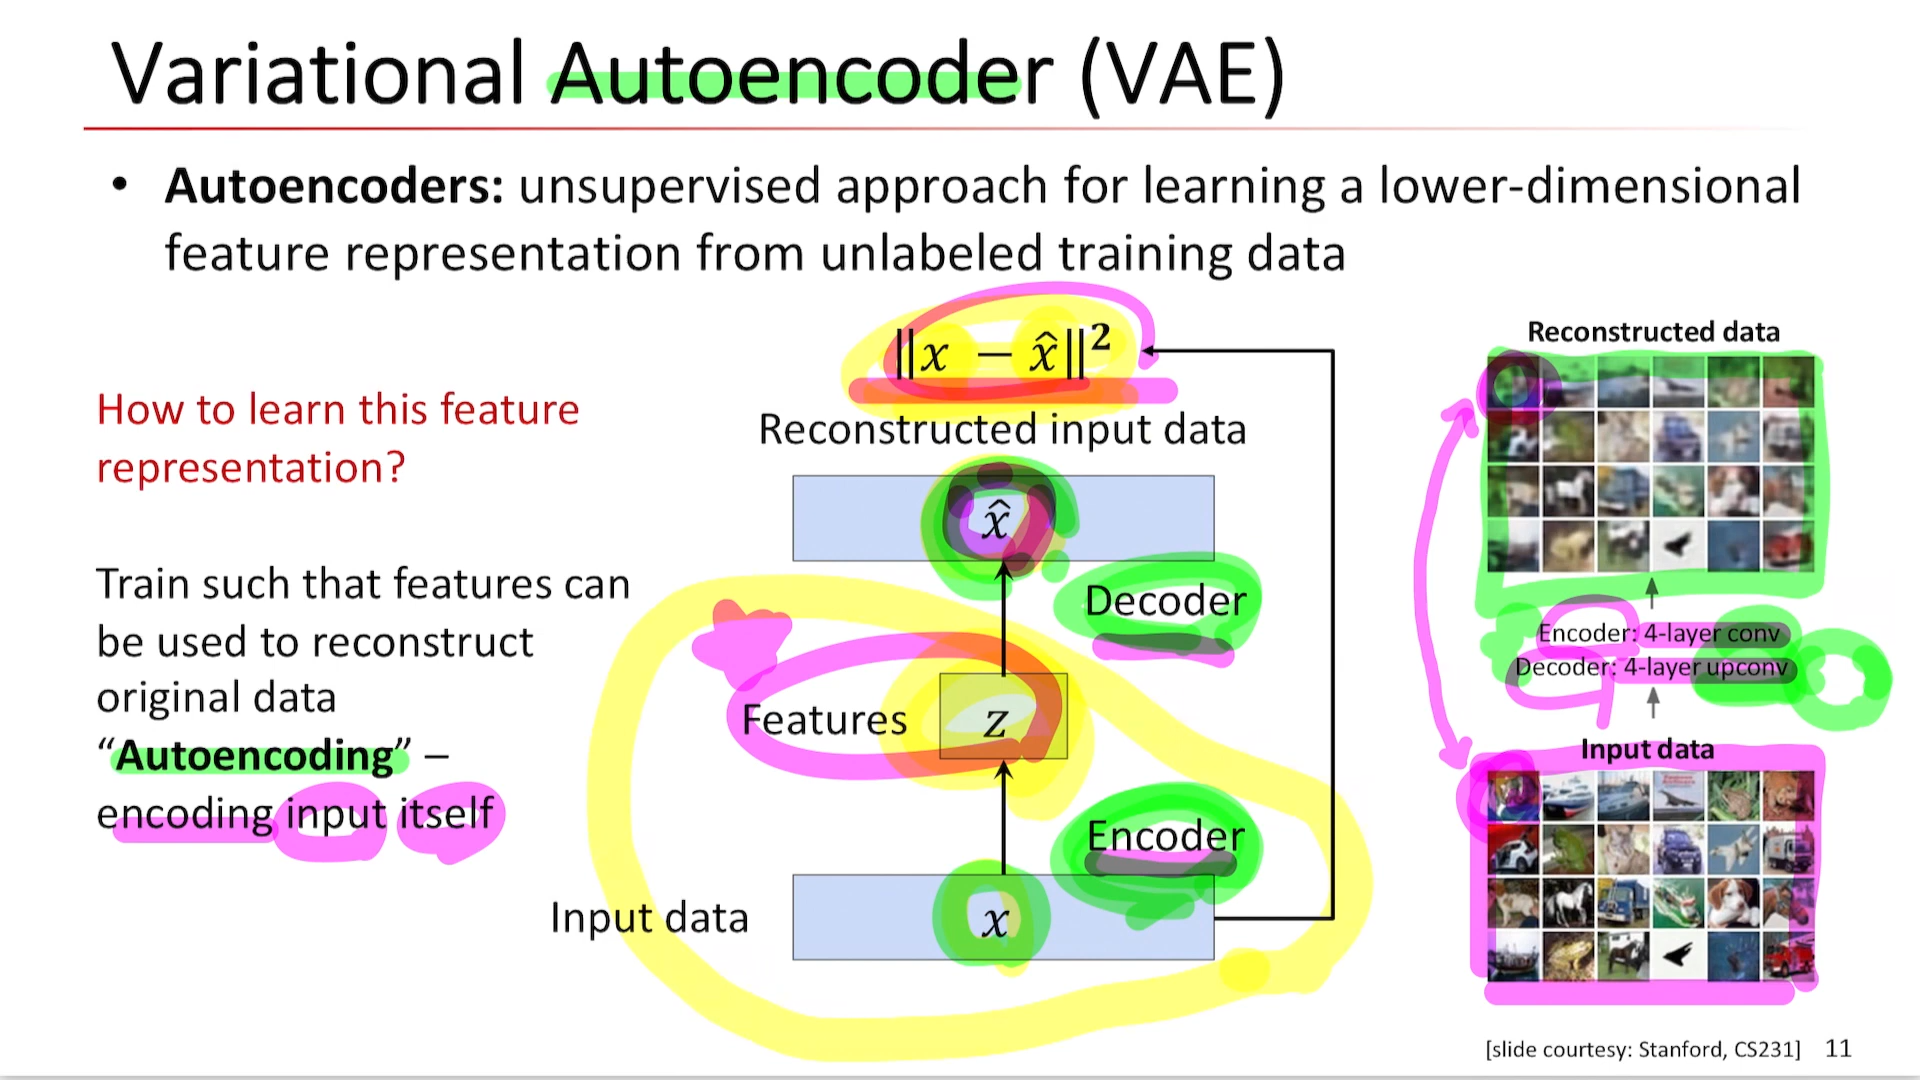 Variational Autoencoder (VAE)
• Autoencoders: unsupervised approach for learning a lower-dimensional
feature representation from unlabeled training data
How to learn this feature
representation?
Train such that features can
be used to reconstruct
original data
“Autoencoding” –
encoding input itself
‖x − x̂‖²
Reconstructed input data
x̂
Decoder
Features
z
Encoder
Input data
x
Reconstructed data
Encoder: 4-layer conv
Decoder: 4-layer upconv
Input data
[slide courtesy: Stanford, CS231]
11